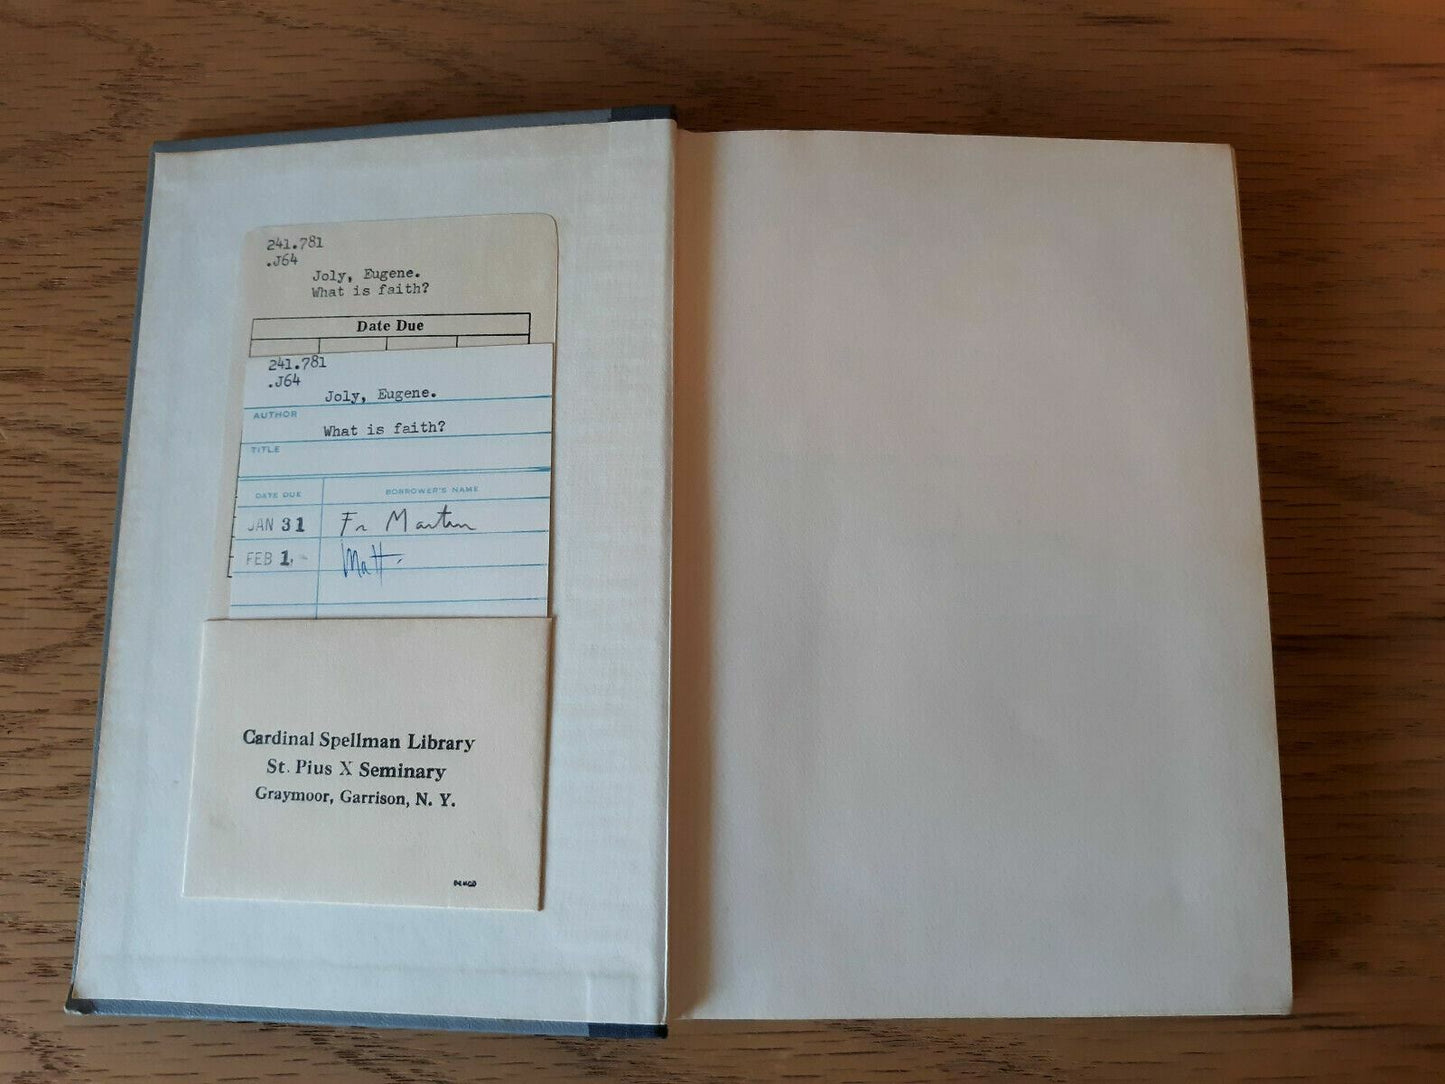 241.781
.J64
Joly, Eugene.
What is faith?
Date Due
241.781
.J64
Joly, Eugene.
AUTHOR
What is faith?
TITLE
DATE DUE BORROWER'S NAME
JAN 31 Fr Martin
FEB 1 Matt.
Cardinal Spellman Library
St. Pius X Seminary
Graymoor, Garrison, N. Y.
DEMCO